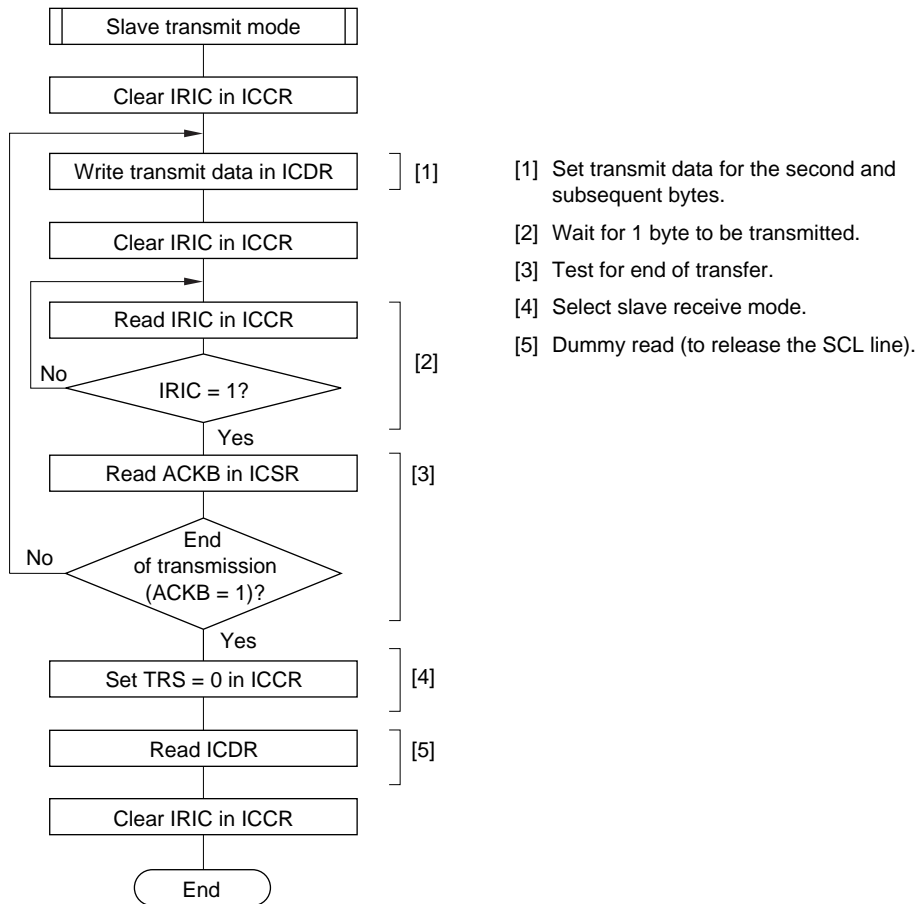 Slave transmit mode
Clear IRIC in ICCR
Write transmit data in ICDR
[1]
Clear IRIC in ICCR
Read IRIC in ICCR
[2]
No
IRIC = 1?
Yes
Read ACKB in ICSR
[3]
No
End
of transmission
(ACKB = 1)?
Yes
Set TRS = 0 in ICCR
[4]
Read ICDR
[5]
Clear IRIC in ICCR
End
[1] Set transmit data for the second and
subsequent bytes.
[2] Wait for 1 byte to be transmitted.
[3] Test for end of transfer.
[4] Select slave receive mode.
[5] Dummy read (to release the SCL line).